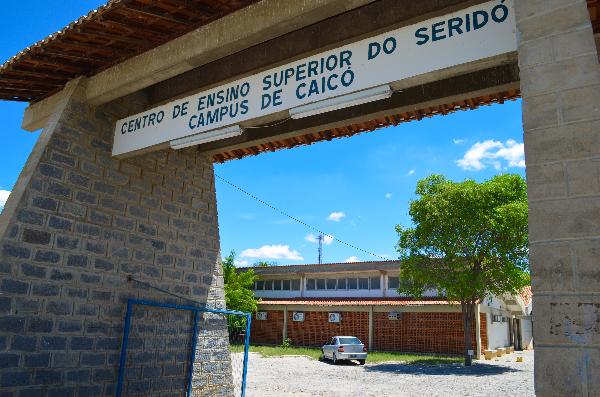 CENTRO DE ENSINO SUPERIOR DO SERIDÓ
CAMPUS DE CAICÓ